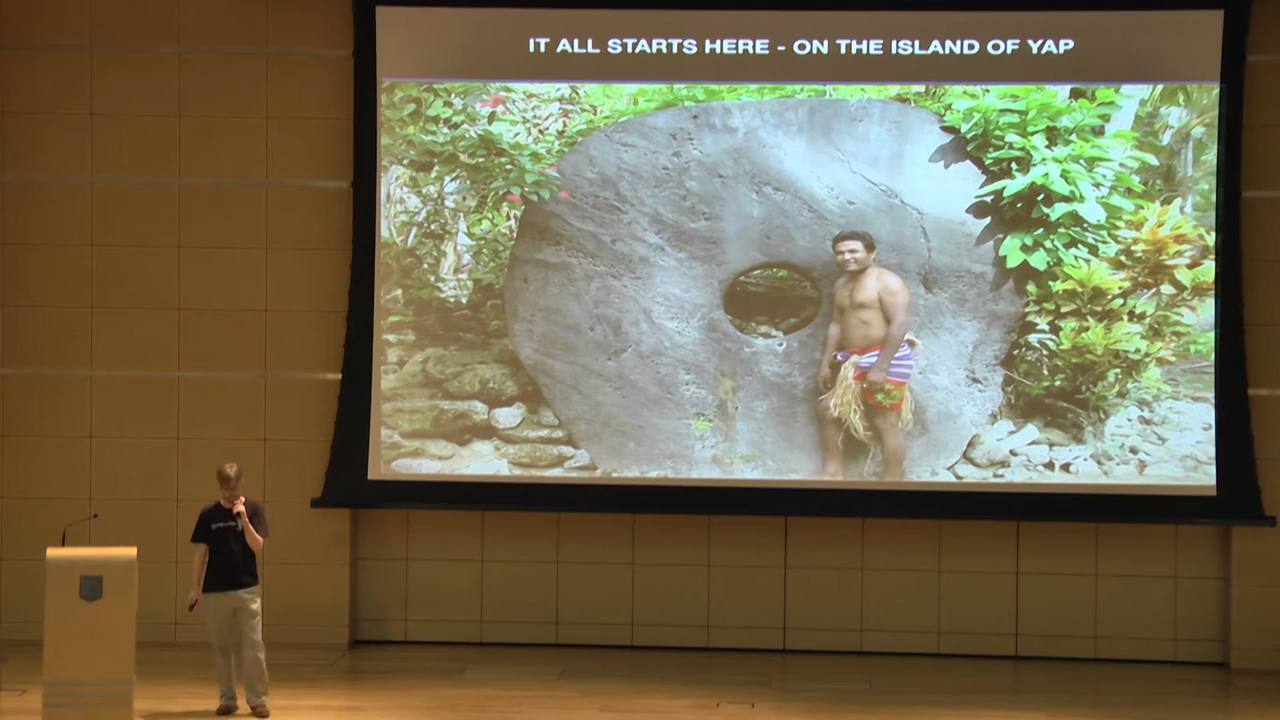 IT ALL STARTS HERE - ON THE ISLAND OF YAP